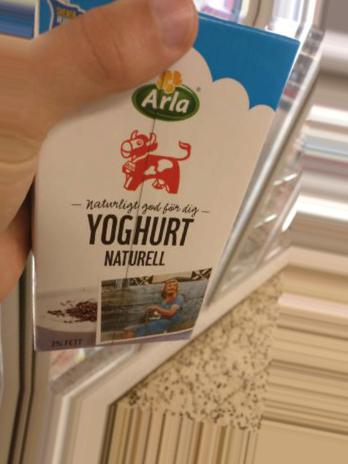 Arla
Naturligt god för dig
YOGHURT
NATURELL
3% FETT